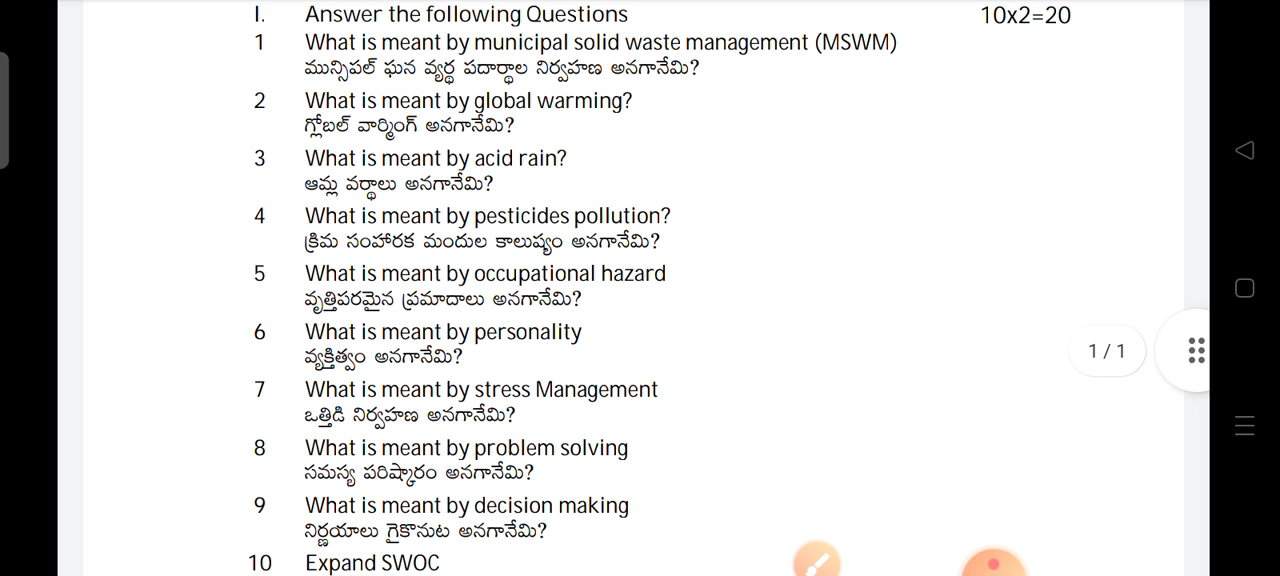 I. Answer the following Questions 10x2=20
1 What is meant by municipal solid waste management (MSWM)
మున్సిపల్ ఘన వ్యర్థ పదార్థాల నిర్వహణ అనగానేమి?
2 What is meant by global warming?
గ్లోబల్ వార్మింగ్ అనగానేమి?
3 What is meant by acid rain?
ఆమ్ల వర్థాలు అనగానేమి?
4 What is meant by pesticides pollution?
క్రిమ సంహారక మందుల కాలుష్యం అనగానేమి?
5 What is meant by occupational hazard
వృత్తిపరమైన ప్రమాదాలు అనగానేమి?
6 What is meant by personality
వ్యక్తిత్వం అనగానేమి?
7 What is meant by stress Management
ఒత్తిడి నిర్వహణ అనగానేమి?
8 What is meant by problem solving
సమస్య పరిష్కారం అనగానేమి?
9 What is meant by decision making
నిర్ణయాలు గైకొనుట అనగానేమి?
10 Expand SWOC
1 / 1